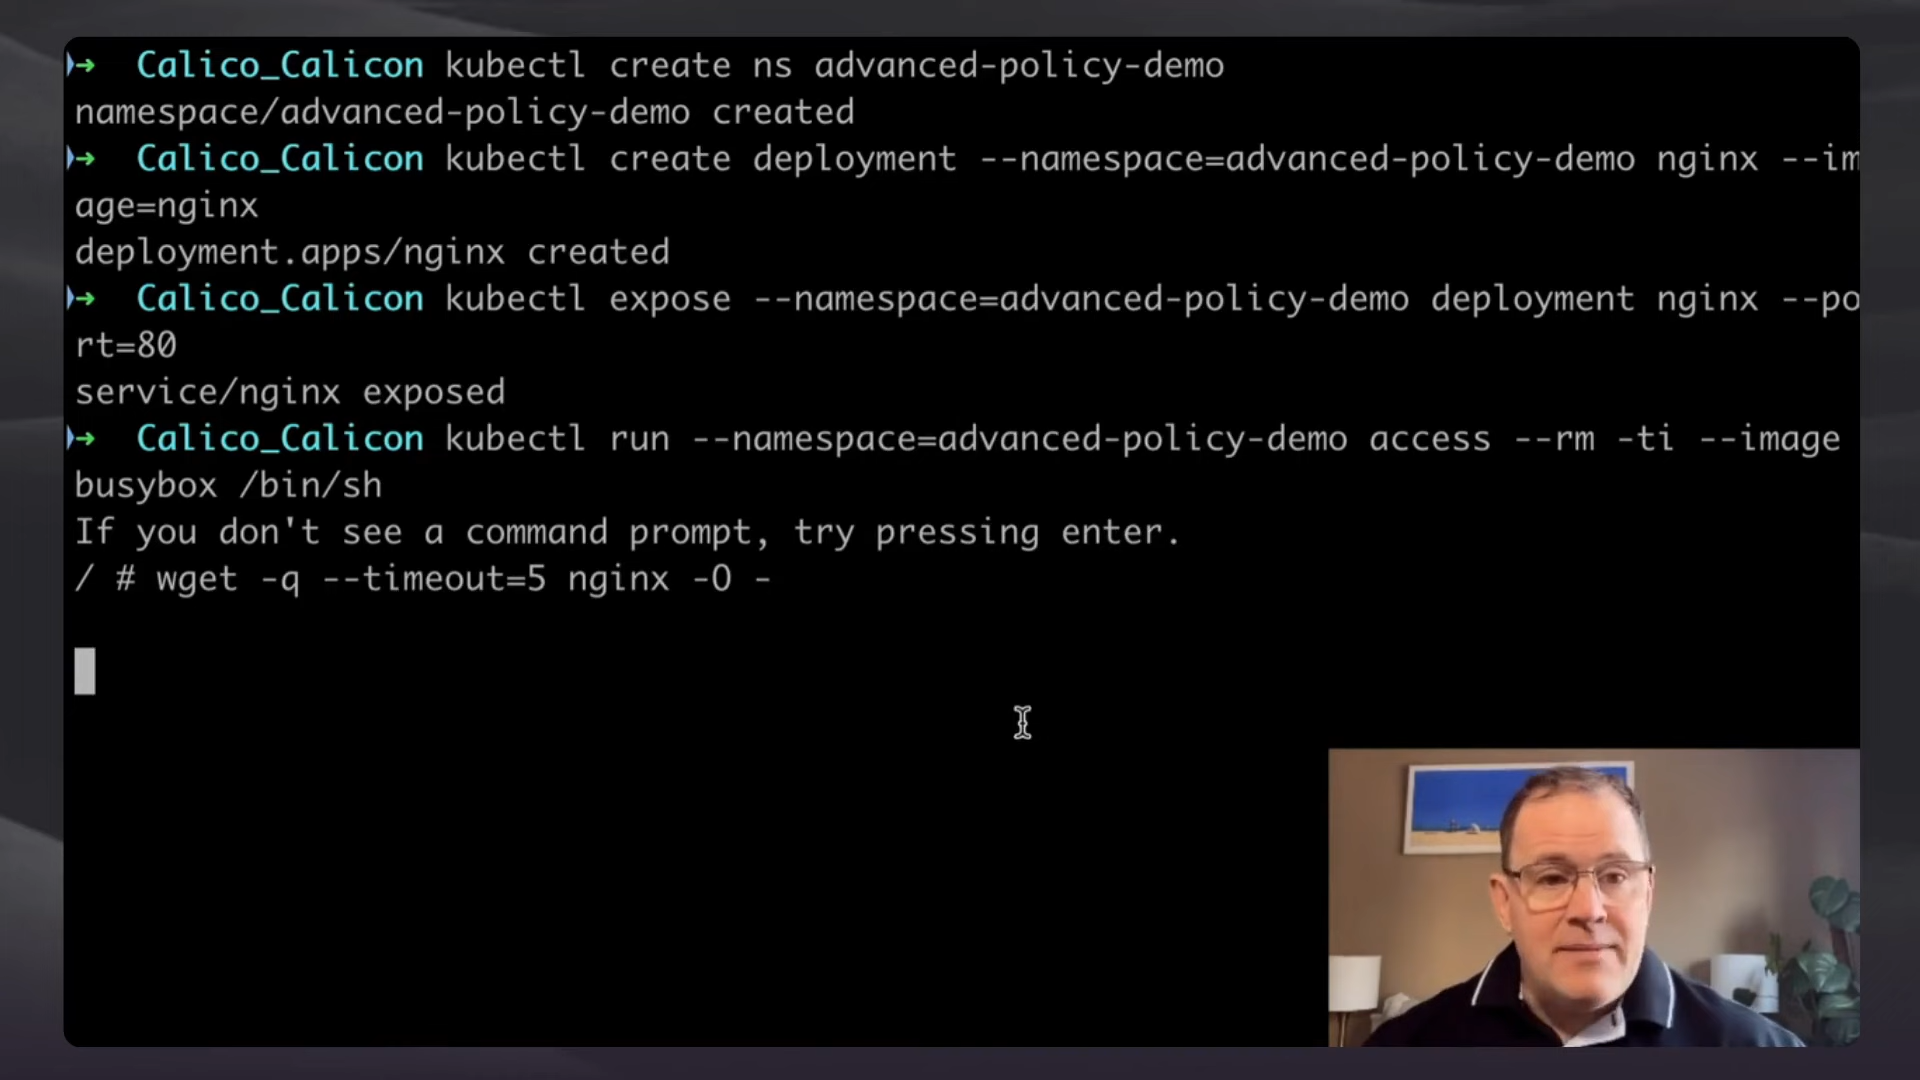 ➜ Calico_Calicon kubectl create ns advanced-policy-demo
namespace/advanced-policy-demo created
➜ Calico_Calicon kubectl create deployment --namespace=advanced-policy-demo nginx --im
age=nginx
deployment.apps/nginx created
➜ Calico_Calicon kubectl expose --namespace=advanced-policy-demo deployment nginx --po
rt=80
service/nginx exposed
➜ Calico_Calicon kubectl run --namespace=advanced-policy-demo access --rm -ti --image
busybox /bin/sh
If you don't see a command prompt, try pressing enter.
/ # wget -q --timeout=5 nginx -O -